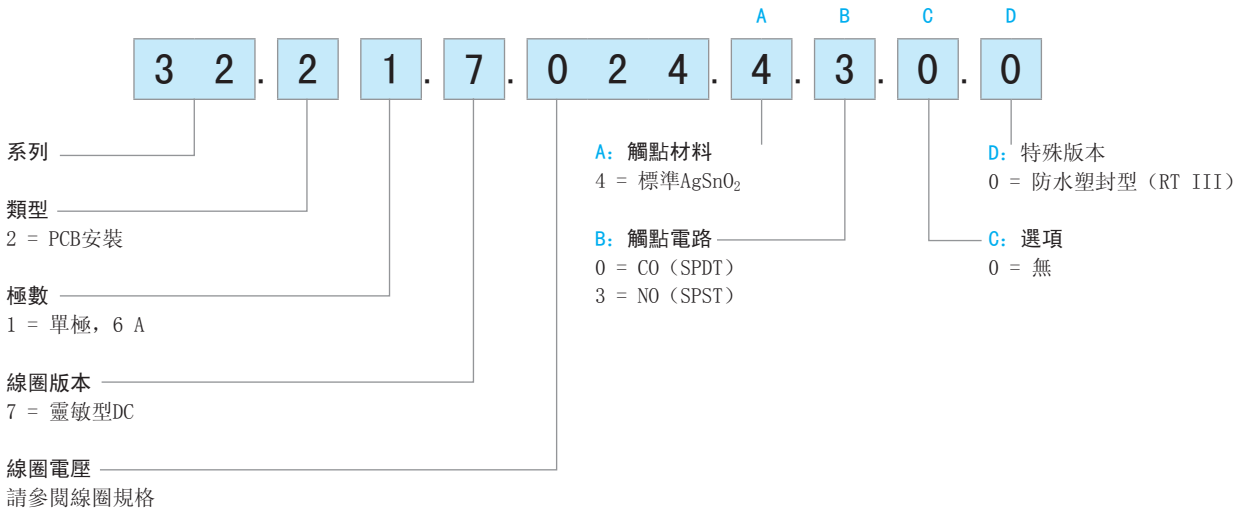 A B C D
3 2 . 2 1 . 7 . 0 2 4 . 4 . 3 . 0 . 0
系列
類型
2 = PCB安裝
極數
1 = 單極，6 A
線圈版本
7 = 靈敏型DC
線圈電壓
請參閱線圈規格
A：觸點材料
4 = 標準AgSnO₂
B：觸點電路
0 = CO（SPDT）
3 = NO（SPST）
D：特殊版本
0 = 防水塑封型（RT III）
C：選項
0 = 無